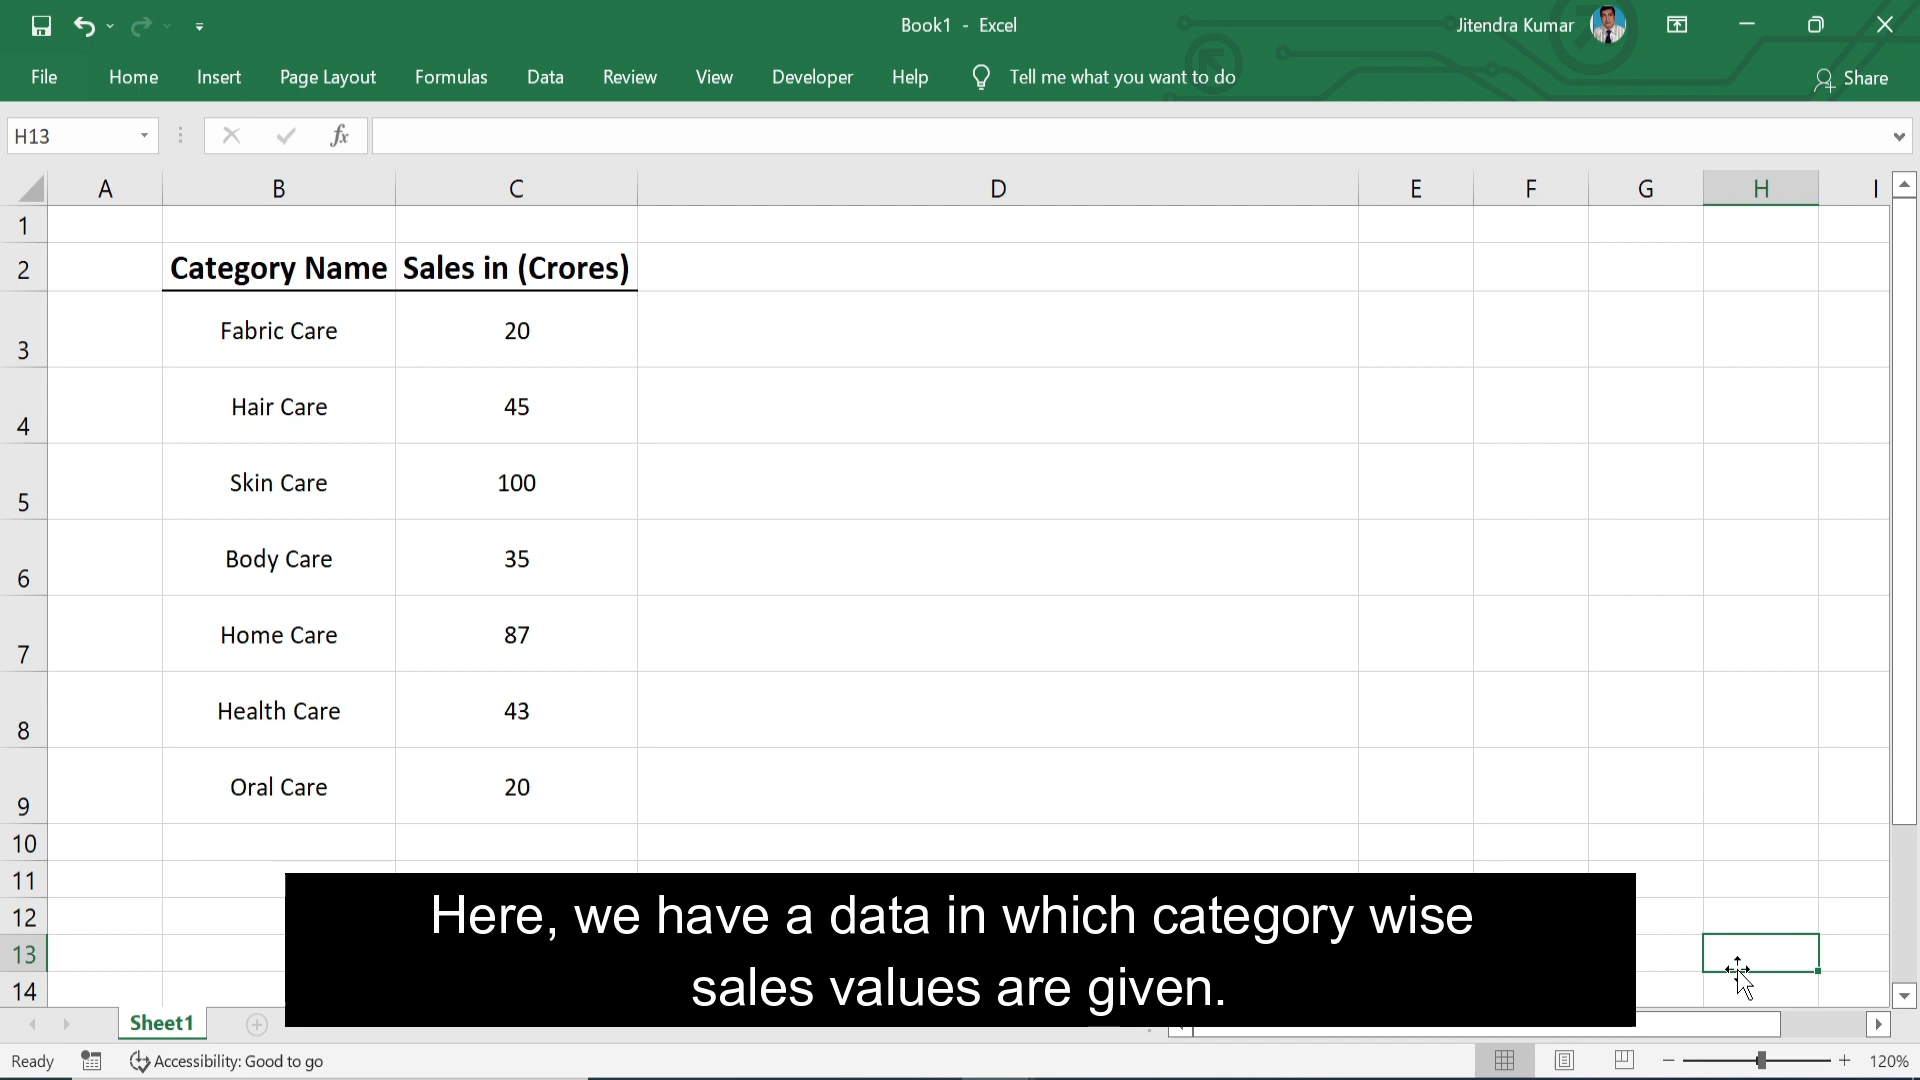 Book1 - Excel
Jitendra Kumar
File Home Insert Page Layout Formulas Data Review View Developer Help Tell me what you want to do Share
H13 fx
A B C D E F G H I
1
2 Category Name Sales in (Crores)
3 Fabric Care 20
4 Hair Care 45
5 Skin Care 100
6 Body Care 35
7 Home Care 87
8 Health Care 43
9 Oral Care 20
10
11
12
13
14
Here, we have a data in which category wise
sales values are given.
Sheet1
Ready Accessibility: Good to go 120%